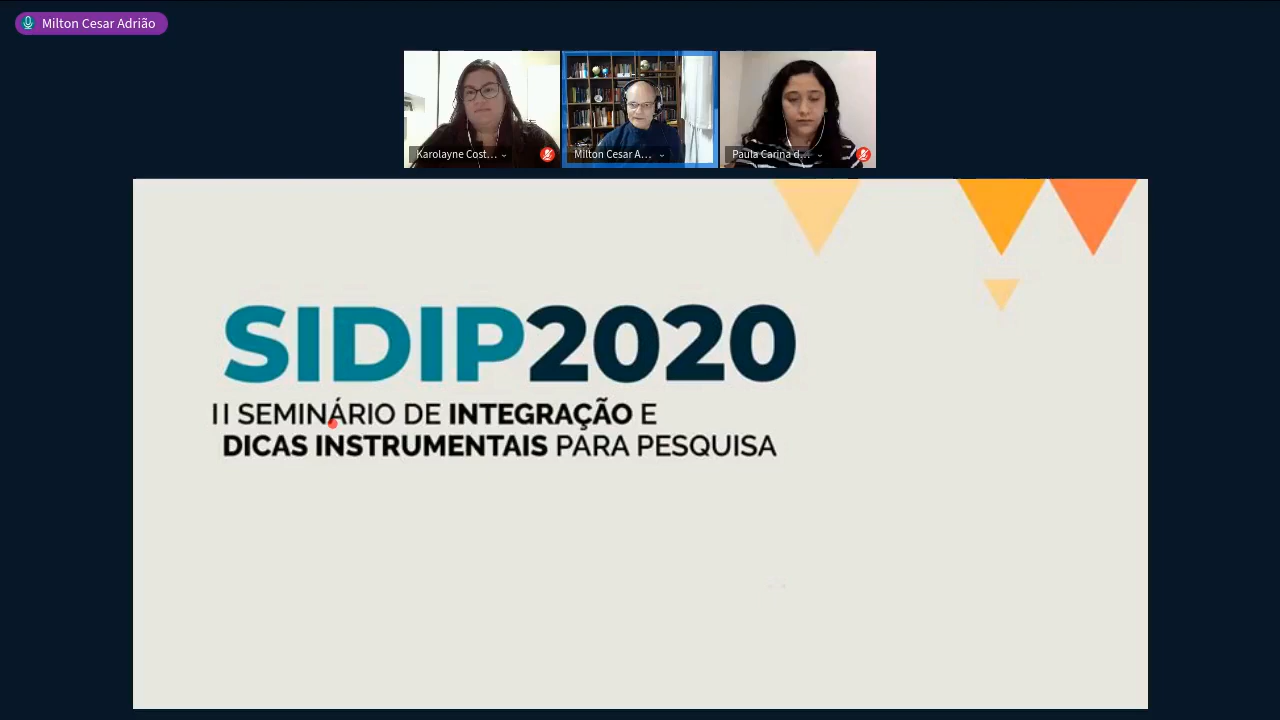 Milton Cesar Adrião
Karolayne Cost...
Milton Cesar A...
Paula Carina d...
SIDIP2020
II SEMINÁRIO DE INTEGRAÇÃO E
DICAS INSTRUMENTAIS PARA PESQUISA